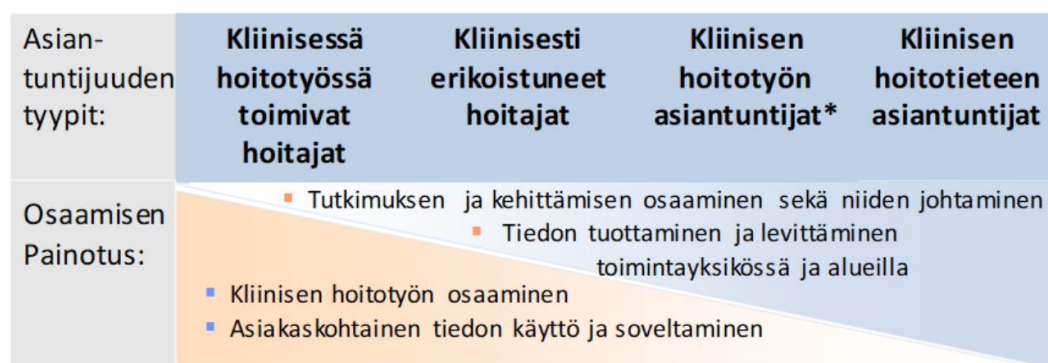 Asian-
tuntijuuden
tyypit:
Kliinisessä
hoitotyössä
toimivat
hoitajat
Kliinisesti
erikoistuneet
hoitajat
Kliinisen
hoitotyön
asiantuntijat*
Kliinisen
hoitotieteen
asiantuntijat
Osaamisen
Painotus:
▪ Tutkimuksen ja kehittämisen osaaminen sekä niiden johtaminen
▪ Tiedon tuottaminen ja levittäminen
toimintayksikössä ja alueilla
▪ Kliinisen hoitotyön osaaminen
▪ Asiakaskohtainen tiedon käyttö ja soveltaminen